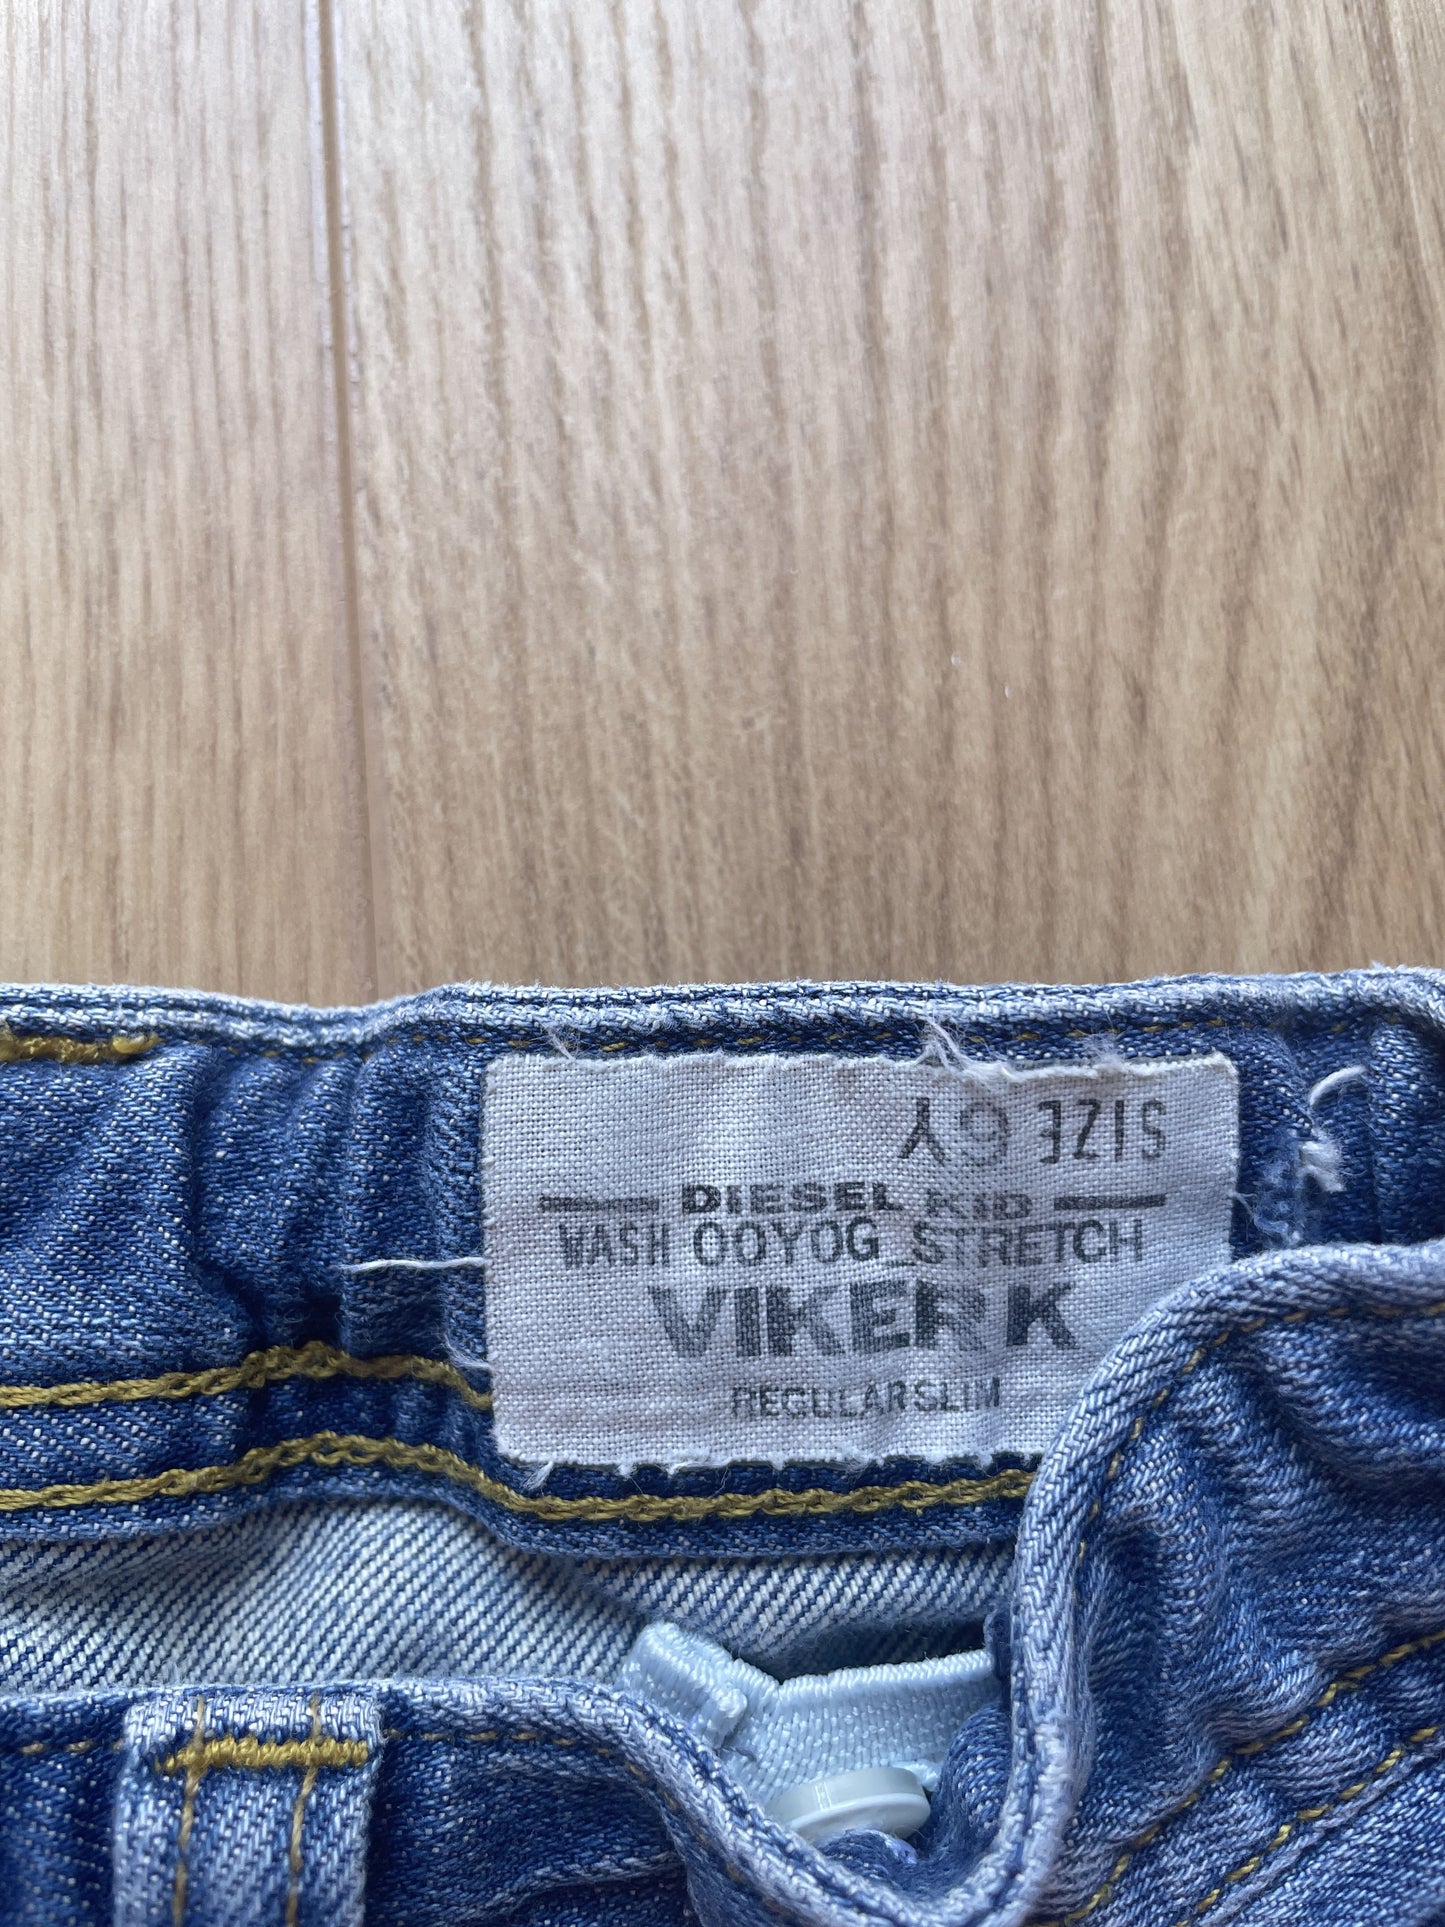 SIZE 6Y
DIESEL KID
WASH 00YOG_STRETCH
VIKER K
REGULARSLIM